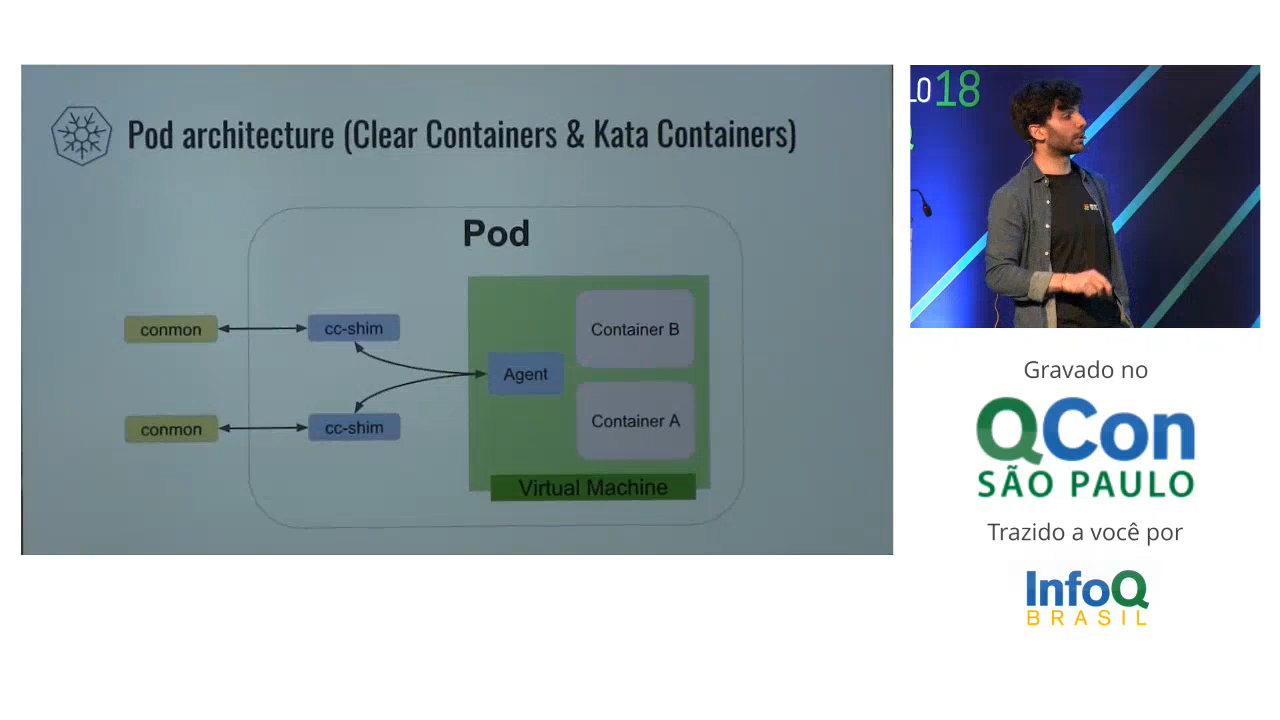 Pod architecture (Clear Containers & Kata Containers)
Pod
conmon
cc-shim
Container B
Agent
conmon
cc-shim
Container A
Virtual Machine
LO 18
Gravado no
QCon
SÃO PAULO
Trazido a você por
InfoQ
BRASIL